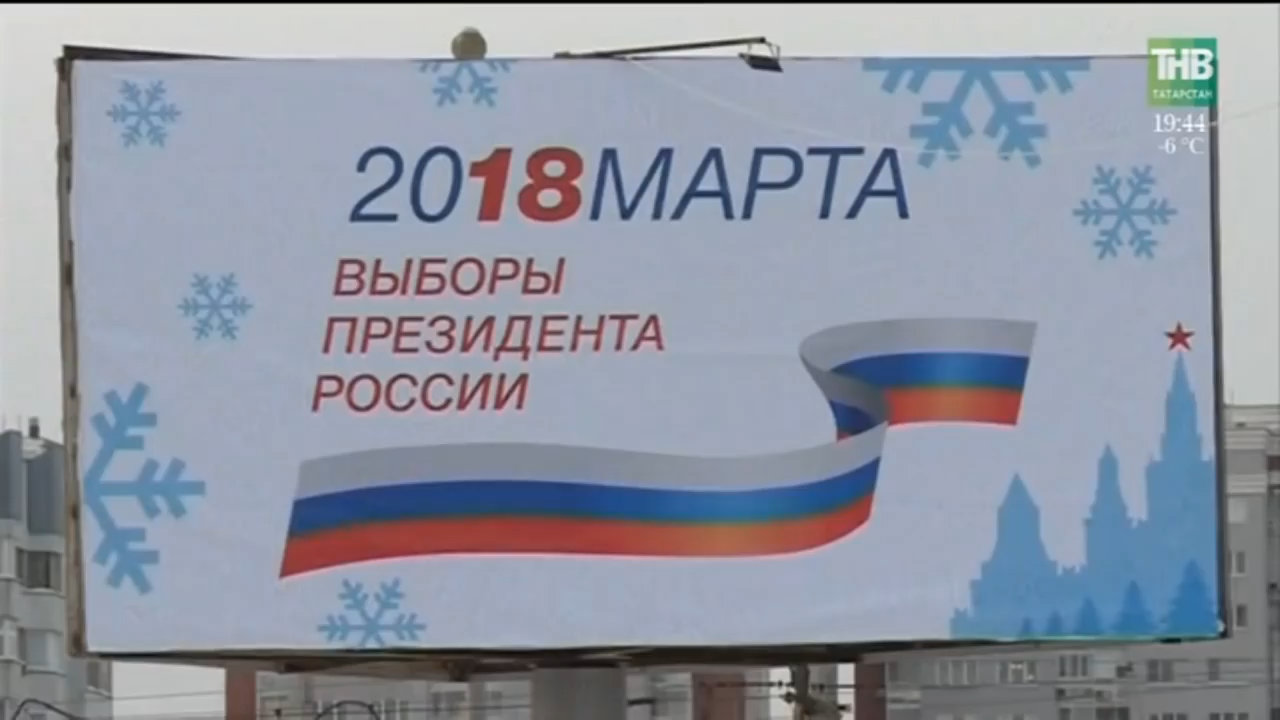 2018МАРТА
ВЫБОРЫ
ПРЕЗИДЕНТА
РОССИИ
ТНВ
ТАТАРСТАН
19:44
-6 °C